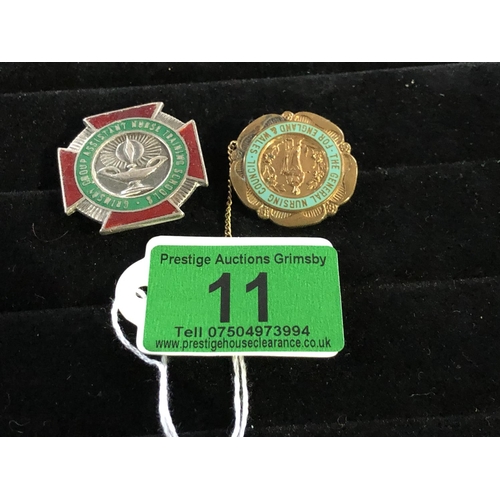 GRIMSBY GROUP ASSISTANT NURSE TRAINING SCHOOLS
THE GENERAL NURSING COUNCIL
FOR ENGLAND & WALES
Prestige Auctions Grimsby
11
Tell 07504973994
www.prestigehouseclearance.co.uk